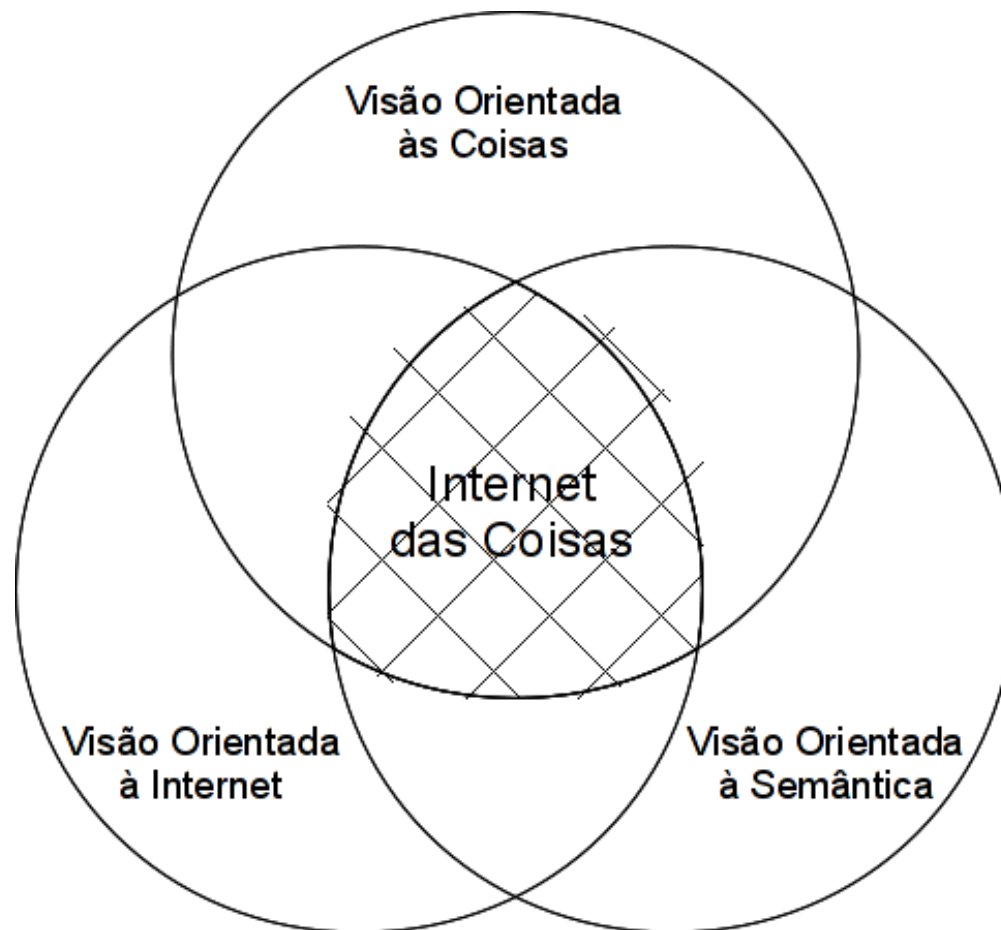 Visão Orientada
às Coisas
Internet
das Coisas
Visão Orientada
à Internet
Visão Orientada
à Semântica